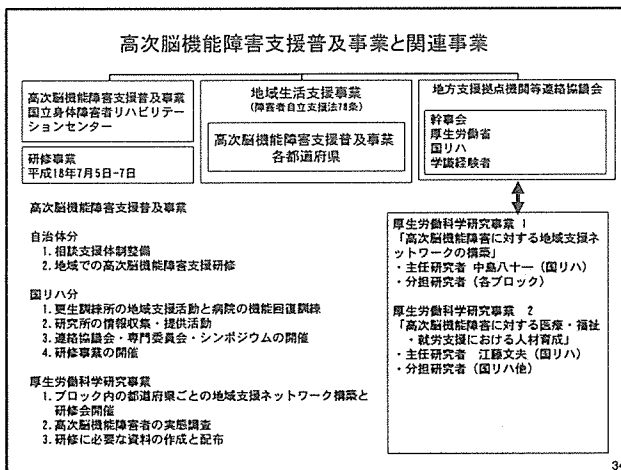 高次脳機能障害支援普及事業と関連事業
高次脳機能障害支援普及事業
国立身体障害者リハビリテー
ションセンター
研修事業
平成18年7月5日-7日
地域生活支援事業
(障害者自立支援法78条)
高次脳機能障害支援普及事業
各都道府県
地方支援拠点機関等連絡協議会
幹事会
厚生労働省
国リハ
学識経験者
高次脳機能障害支援普及事業
自治体分
1. 相談支援体制整備
2. 地域での高次脳機能障害支援研修
国リハ分
1. 更生訓練所の地域支援活動と病院の機能回復訓練
2. 研究所の情報収集・提供活動
3. 連絡協議会・専門委員会・シンポジウムの開催
4. 研修事業の開催
厚生労働科学研究事業
1. ブロック内の都道府県ごとの地域支援ネットワーク構築と
研修会開催
2. 高次脳機能障害者の実態調査
3. 研修に必要な資料の作成と配布
厚生労働科学研究事業 1
「高次脳機能障害に対する地域支援ネ
ットワークの構築」
・主任研究者 中島八十一（国リハ）
・分担研究者（各ブロック）
厚生労働科学研究事業 2
「高次脳機能障害に対する医療・福祉
・就労支援における人材育成」
・主任研究者 江藤文夫（国リハ）
・分担研究者（国リハ他）
34